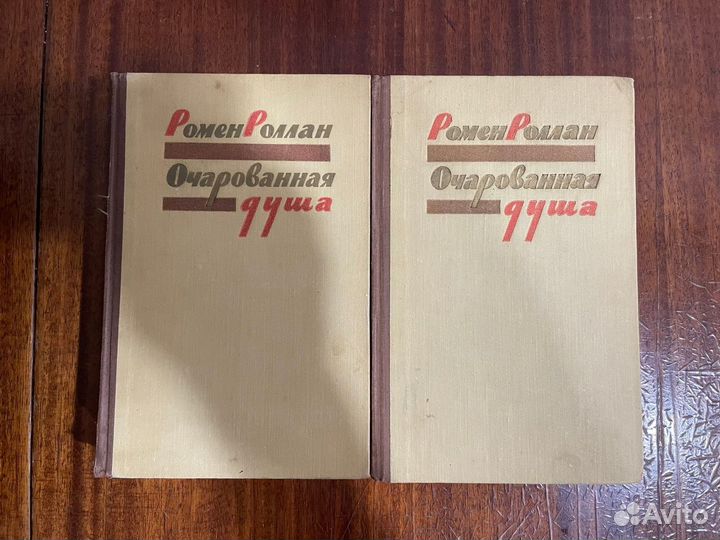 Ромен Роллан
Очарованная
душа
Ромен Роллан
Очарованная
душа
Avito